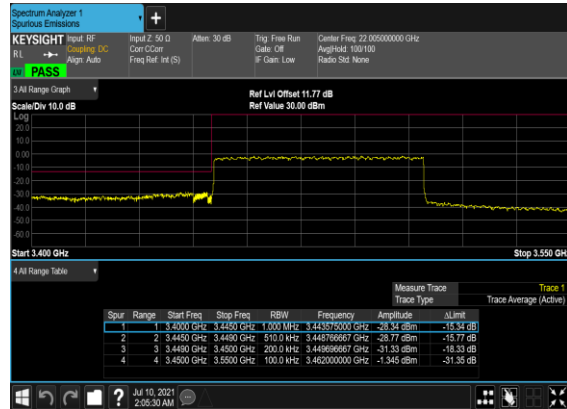 Spectrum Analyzer 1
Spurious Emissions
KEYSIGHT
RL
PASS
Input: RF
Coupling: DC
Align: Auto
Input Z: 50 Ω
Corr CCorr
Freq Ref: Int (S)
Atten: 30 dB
Trig: Free Run
Gate: Off
IF Gain: Low
Center Freq: 22.005000000 GHz
Avg|Hold: 100/100
Radio Std: None
3 All Range Graph
Scale/Div 10.0 dB
Ref Lvl Offset 11.77 dB
Ref Value 30.00 dBm
Log
20.0
10.0
0.00
-10.0
-20.0
-30.0
-40.0
-50.0
-60.0
Start 3.400 GHz
Stop 3.550 GH
4 All Range Table
Measure Trace Trace 1
Trace Type Trace Average (Active)
Spur Range Start Freq Stop Freq RBW Frequency Amplitude ΔLimit
1 1 3.4000 GHz 3.4450 GHz 1.000 MHz 3.443575000 GHz -28.34 dBm -15.34 dB
2 2 3.4450 GHz 3.4490 GHz 510.0 kHz 3.448766667 GHz -28.77 dBm -15.77 dB
3 3 3.4490 GHz 3.4500 GHz 200.0 kHz 3.449696667 GHz -31.33 dBm -18.33 dB
4 4 3.4500 GHz 3.5500 GHz 100.0 kHz 3.462000000 GHz -1.345 dBm -31.35 dB
Jul 10, 2021
2:05:30 AM